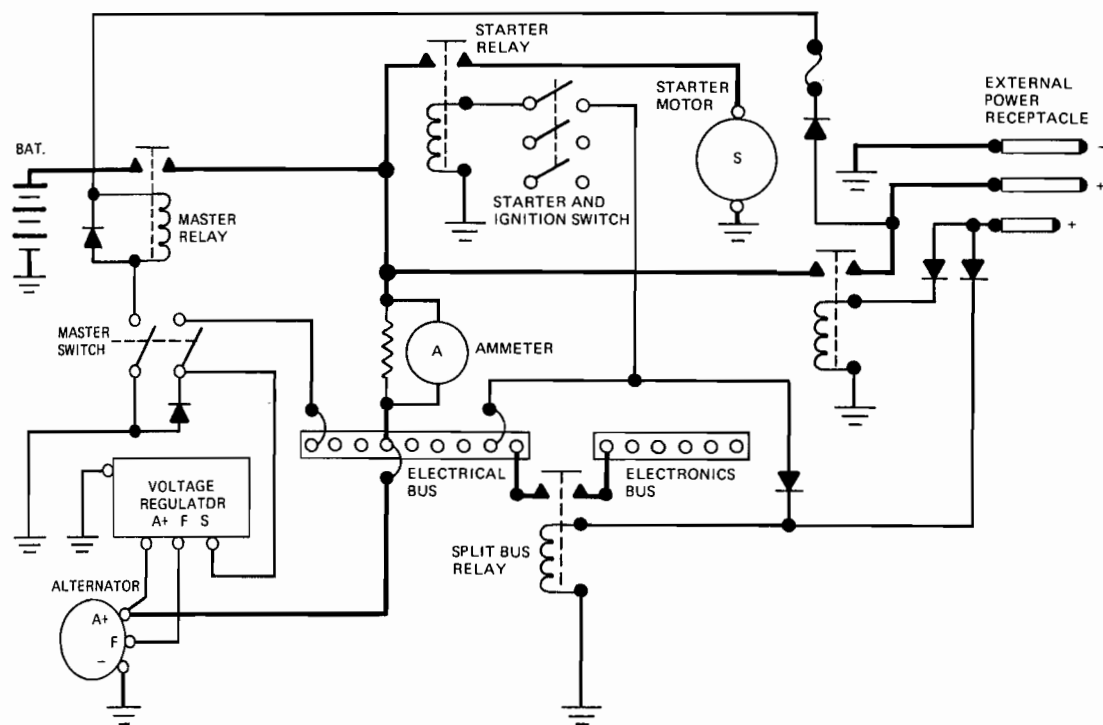 STARTER
RELAY
STARTER
MOTOR
EXTERNAL
POWER
RECEPTACLE
BAT.
S
−
+
+
STARTER AND
IGNITION SWITCH
MASTER
RELAY
MASTER
SWITCH
A
AMMETER
ELECTRICAL
BUS
ELECTRONICS
BUS
VOLTAGE
REGULATOR
A+ F S
SPLIT BUS
RELAY
ALTERNATOR
A+
F
−